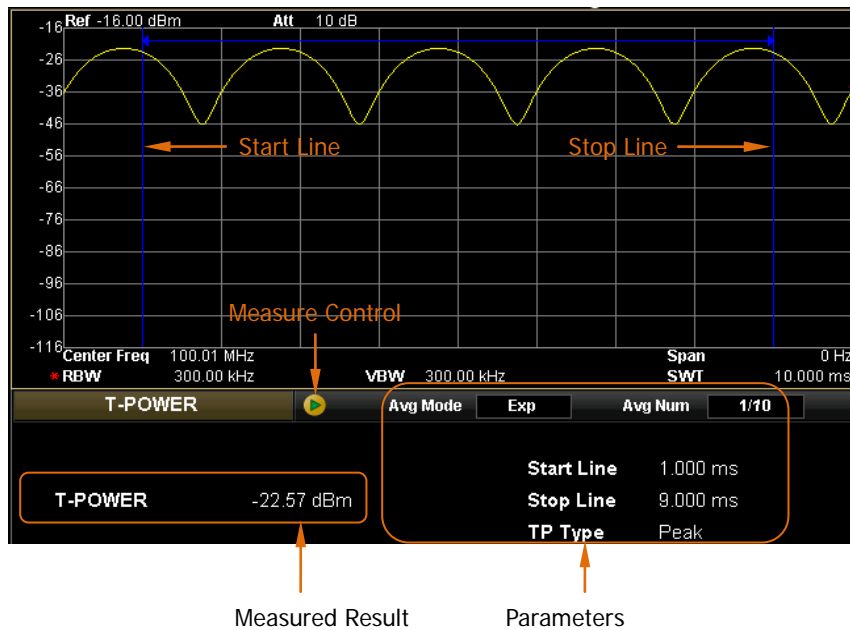 Ref -16.00 dBm Att 10 dB
-16
-26
-36
-46
-56
Start Line Stop Line
-66
-76
-86
-96
-106
Measure Control
-116
Center Freq 100.01 MHz Span 0 Hz
* RBW 300.00 kHz VBW 300.00 kHz SWT 10.000 ms
T-POWER Avg Mode Exp Avg Num 1/10
Start Line 1.000 ms
T-POWER -22.57 dBm Stop Line 9.000 ms
TP Type Peak
Measured Result Parameters